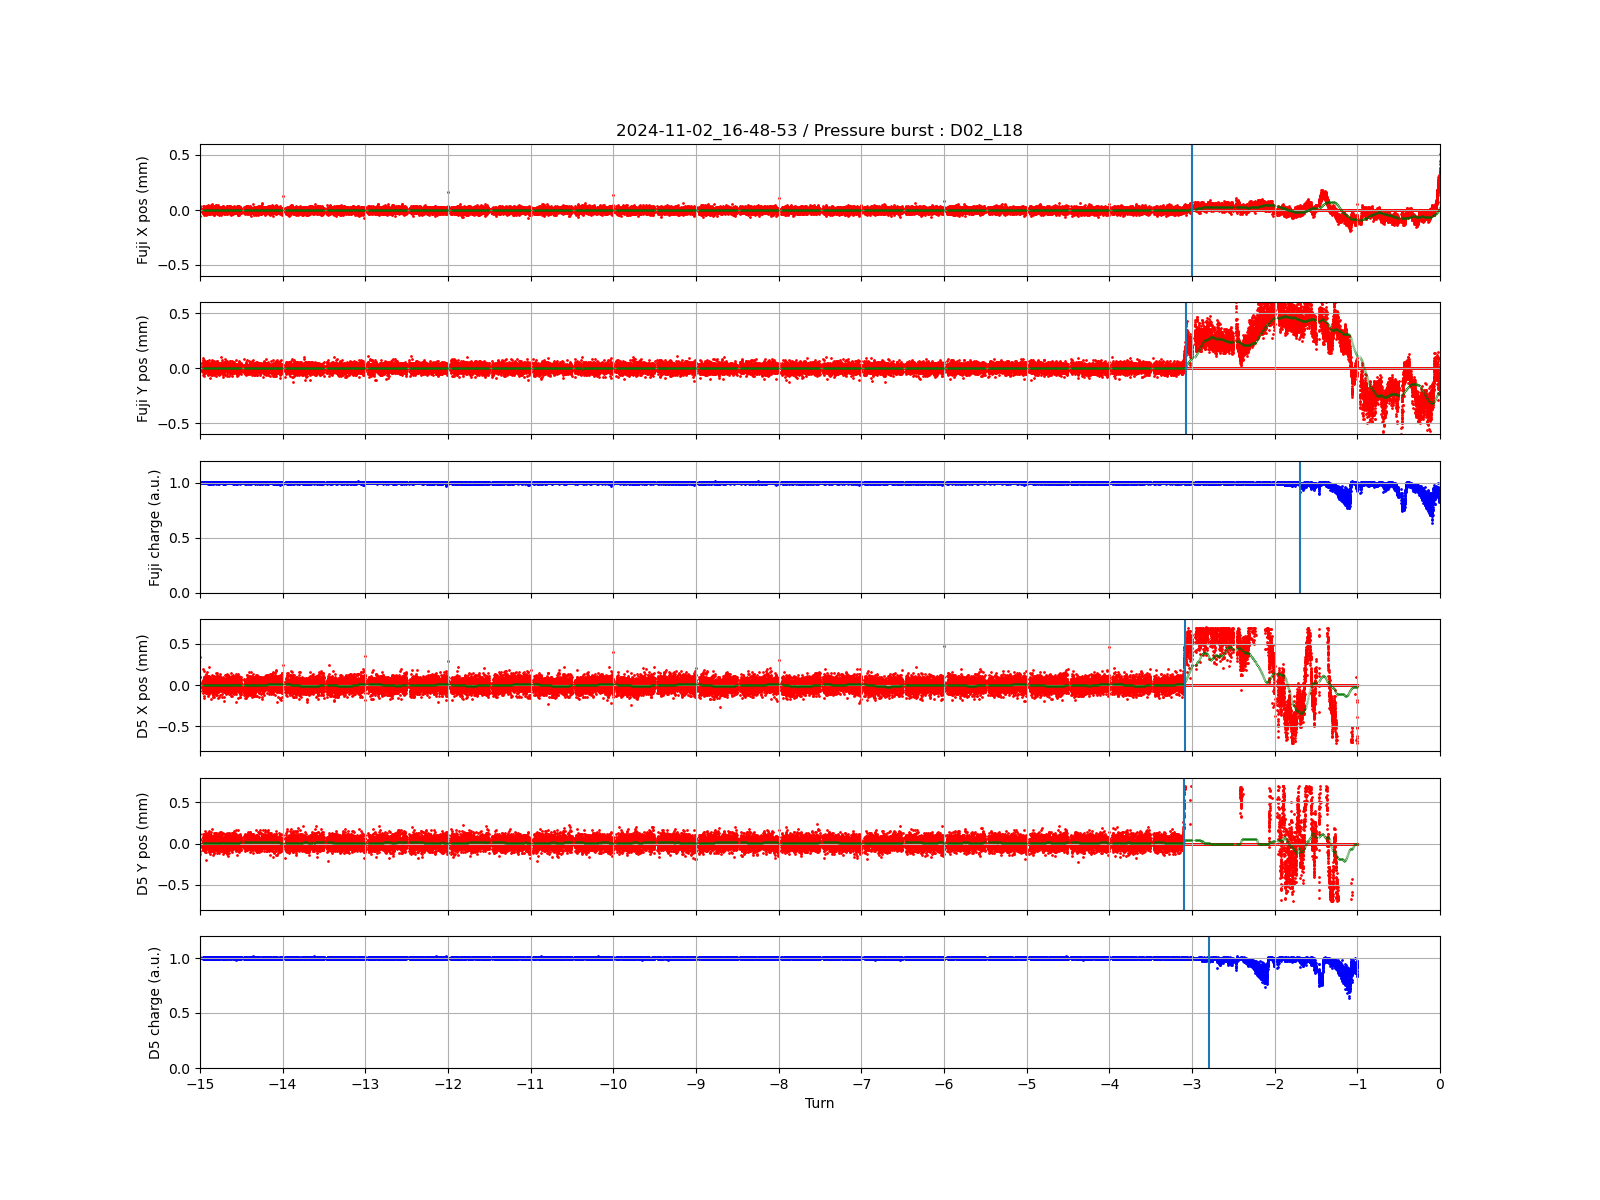 2024-11-02_16-48-53 / Pressure burst : D02_L18
0.5
0.0
−0.5
Fuji X pos (mm)
0.5
0.0
−0.5
Fuji Y pos (mm)
1.0
0.5
0.0
Fuji charge (a.u.)
0.5
0.0
−0.5
D5 X pos (mm)
0.5
0.0
−0.5
D5 Y pos (mm)
1.0
0.5
0.0
D5 charge (a.u.)
−15 −14 −13 −12 −11 −10 −9 −8 −7 −6 −5 −4 −3 −2 −1 0
Turn